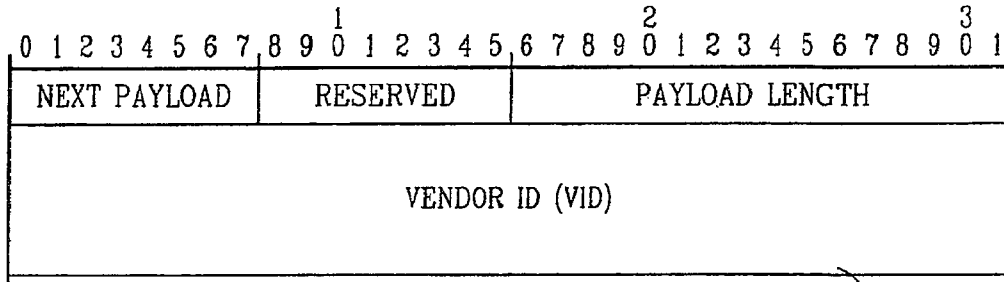 1 2 3
0 1 2 3 4 5 6 7 8 9 0 1 2 3 4 5 6 7 8 9 0 1 2 3 4 5 6 7 8 9 0 1
NEXT PAYLOAD RESERVED PAYLOAD LENGTH
VENDOR ID (VID)